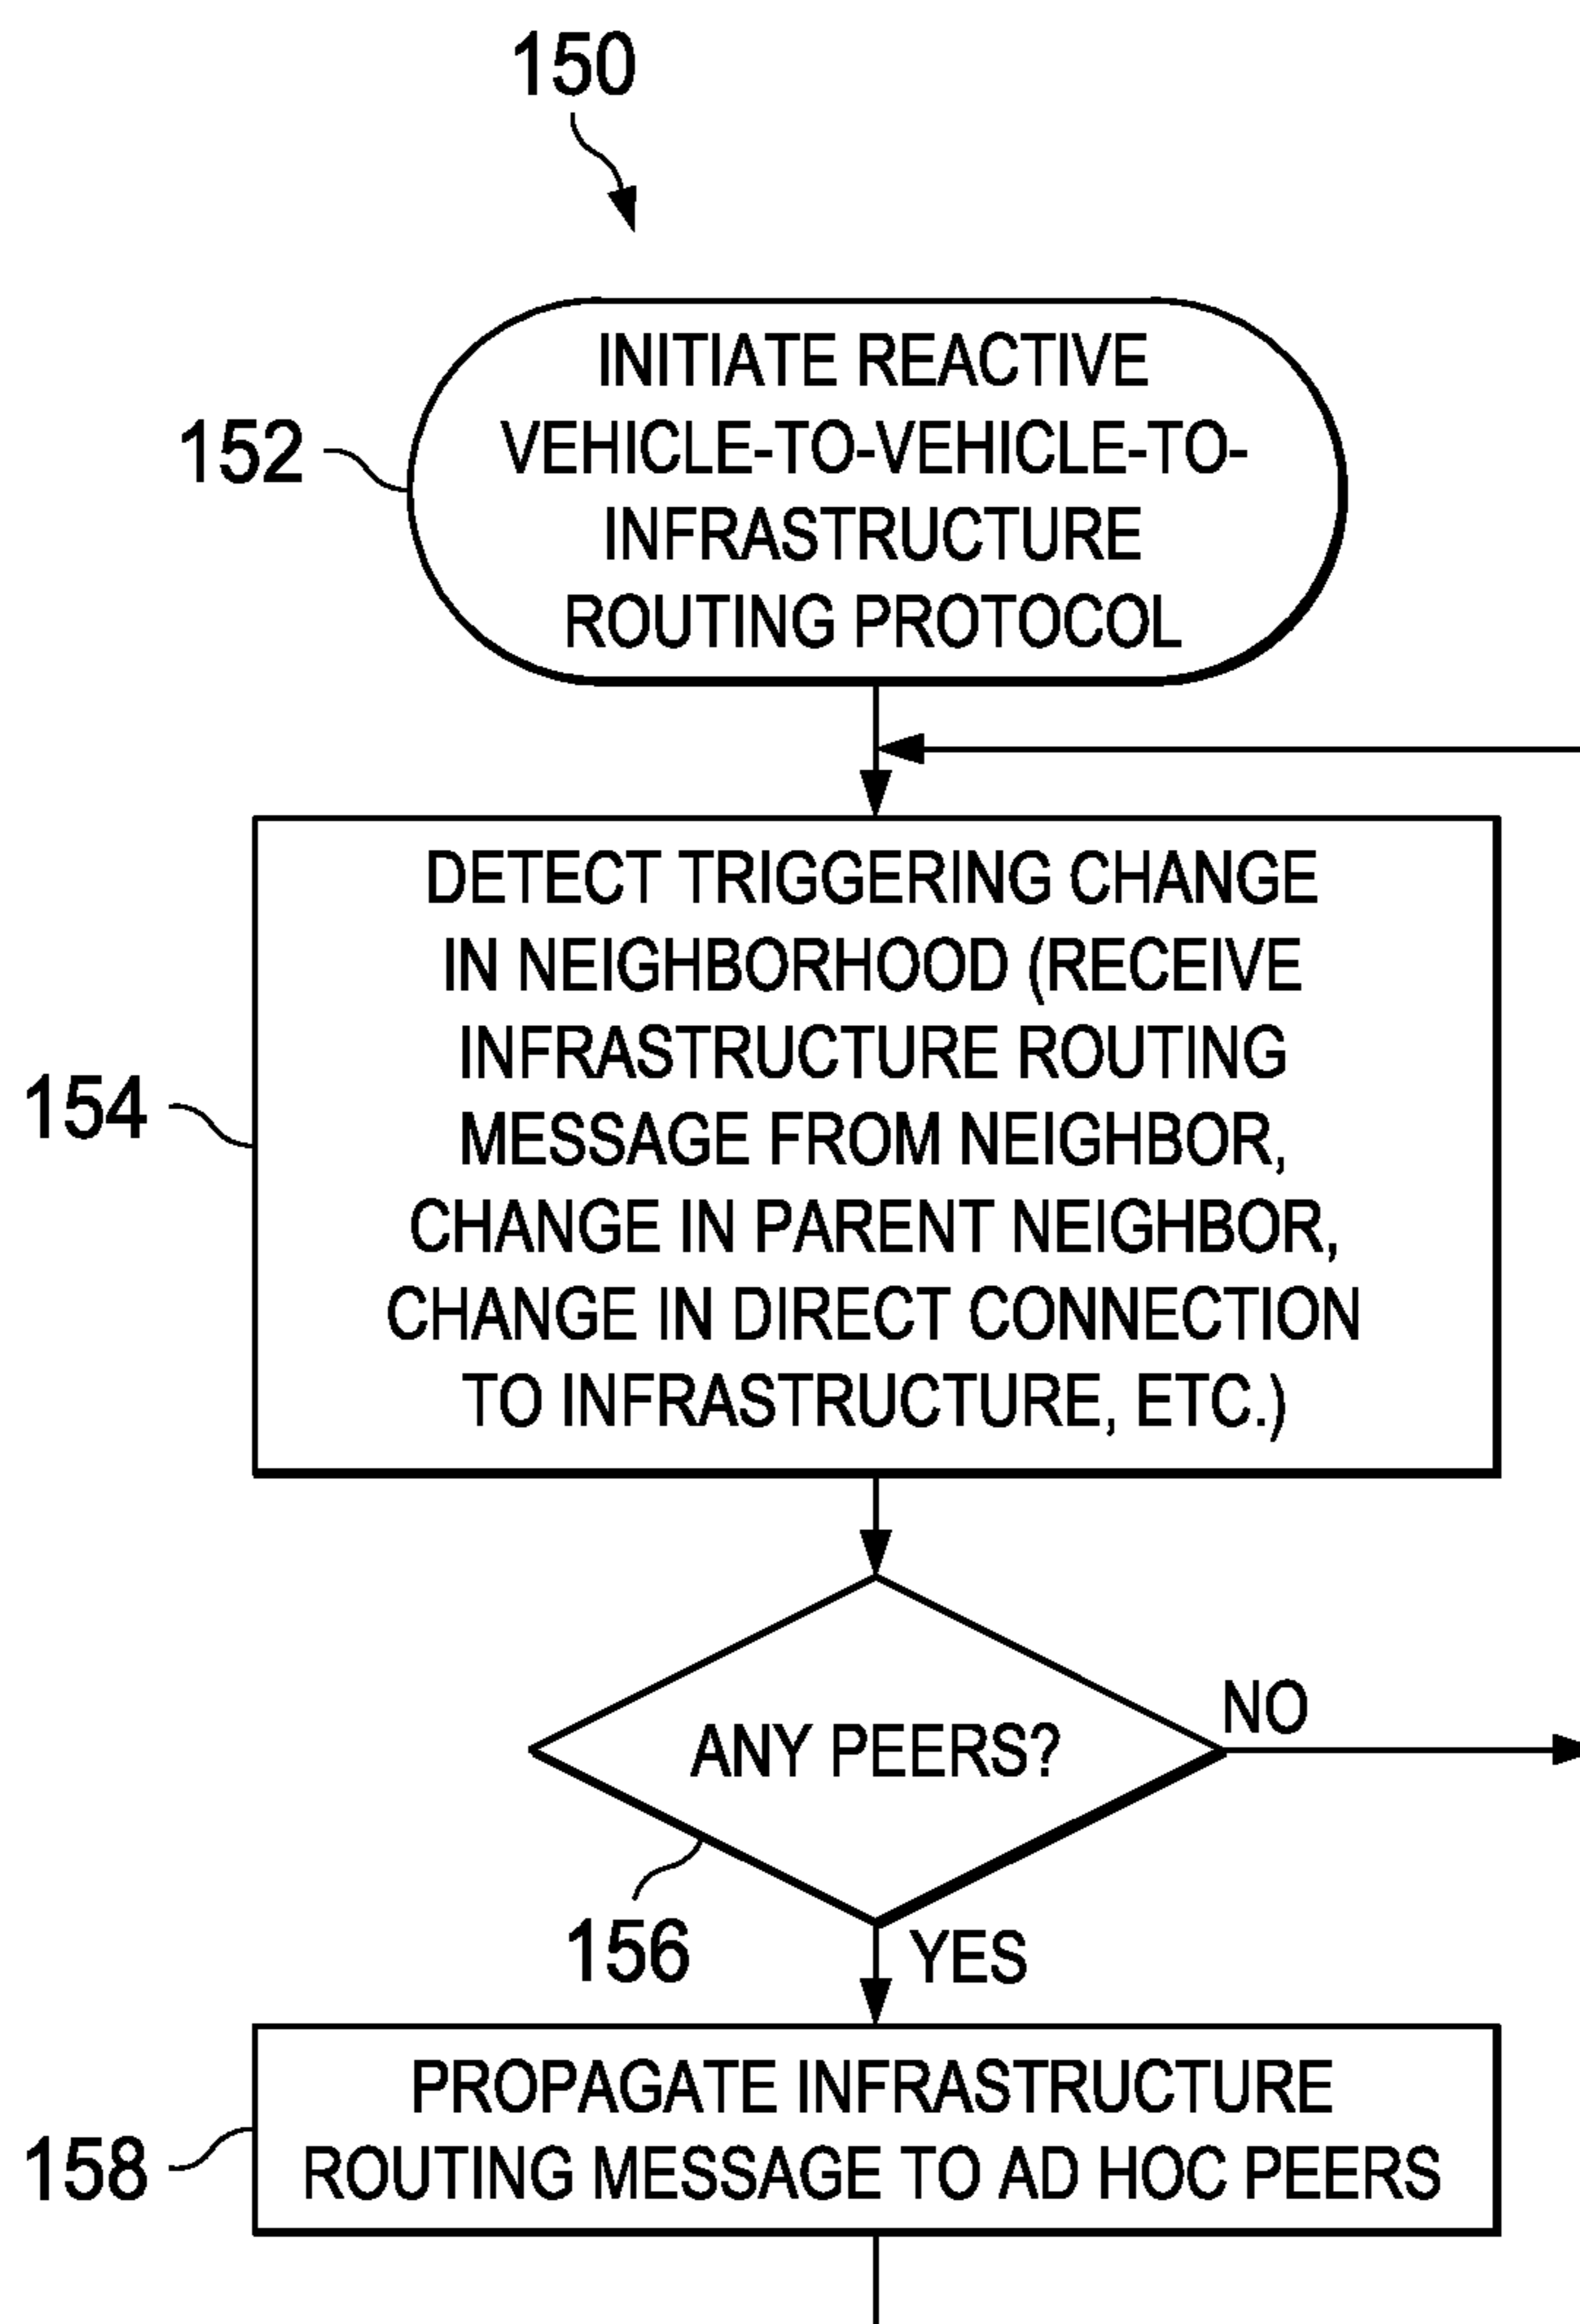 150
152
INITIATE REACTIVE
VEHICLE-TO-VEHICLE-TO-
INFRASTRUCTURE
ROUTING PROTOCOL
154
DETECT TRIGGERING CHANGE
IN NEIGHBORHOOD (RECEIVE
INFRASTRUCTURE ROUTING
MESSAGE FROM NEIGHBOR,
CHANGE IN PARENT NEIGHBOR,
CHANGE IN DIRECT CONNECTION
TO INFRASTRUCTURE, ETC.)
ANY PEERS?
NO
156
YES
158
PROPAGATE INFRASTRUCTURE
ROUTING MESSAGE TO AD HOC PEERS